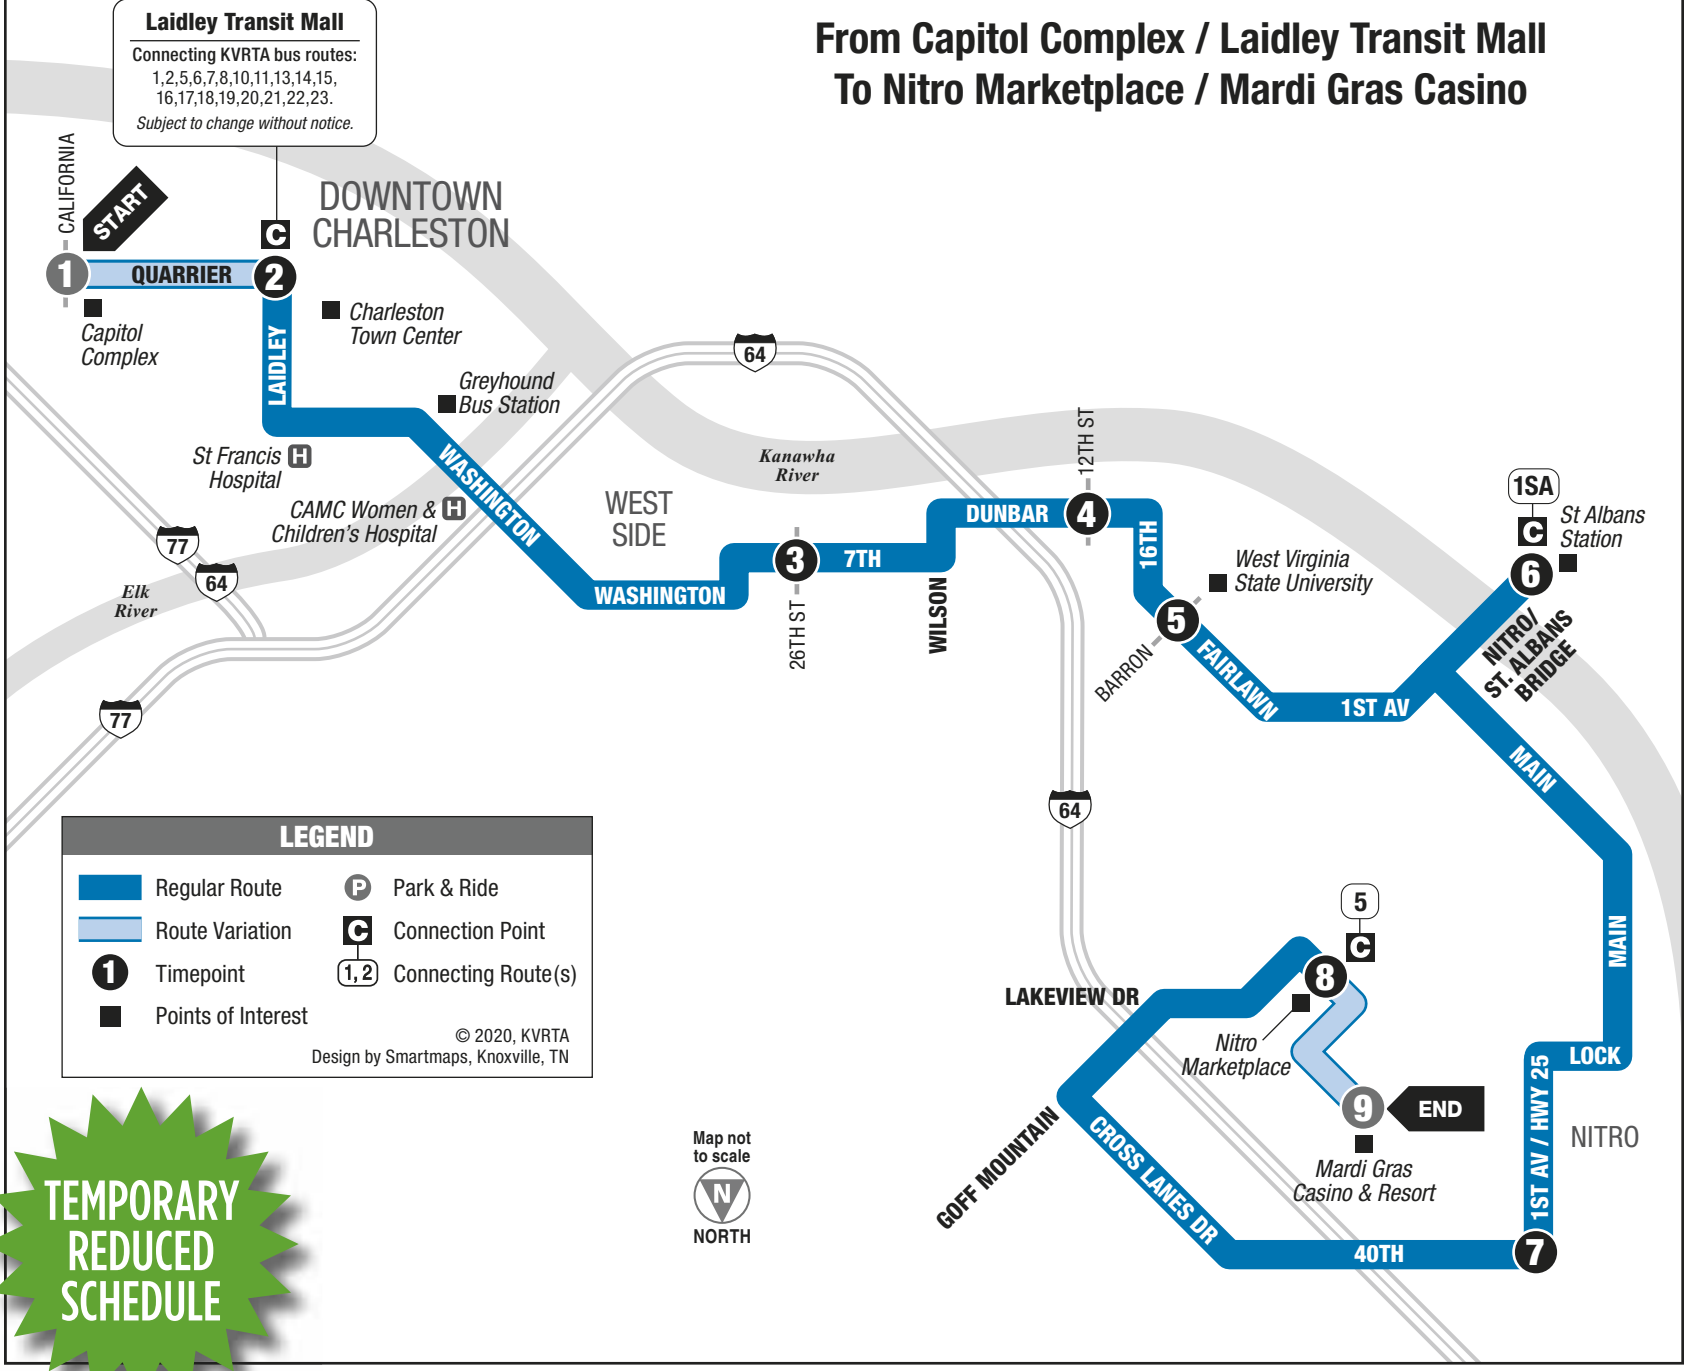 From Capitol Complex / Laidley Transit Mall
To Nitro Marketplace / Mardi Gras Casino
Laidley Transit Mall
Connecting KVRTA bus routes:
1,2,5,6,7,8,10,11,13,14,15,
16,17,18,19,20,21,22,23.
Subject to change without notice.
CALIFORNIA
START
C
DOWNTOWN
CHARLESTON
1
QUARRIER
2
Capitol
Complex
LAIDLEY
Charleston
Town Center
Greyhound
Bus Station
64
St Francis H
Hospital
CAMC Women & H
Children's Hospital
WASHINGTON
WEST
SIDE
Kanawha
River
77
64
Elk
River
77
WASHINGTON
3
26TH ST
7TH
WILSON
DUNBAR
4
12TH ST
16TH
West Virginia
State University
5
BARRON
FAIRLAWN
1ST AV
1SA
C
St Albans
Station
6
NITRO/
ST. ALBANS
BRIDGE
MAIN
MAIN
64
LOCK
1ST AV / HWY 25
NITRO
7
40TH
CROSS LANES DR
GOFF MOUNTAIN
LAKEVIEW DR
5
C
8
Nitro
Marketplace
9
END
Mardi Gras
Casino & Resort
LEGEND
Regular Route
P Park & Ride
Route Variation
C Connection Point
1 Timepoint
1, 2 Connecting Route(s)
Points of Interest
© 2020, KVRTA
Design by Smartmaps, Knoxville, TN
Map not
to scale
N
NORTH
TEMPORARY
REDUCED
SCHEDULE